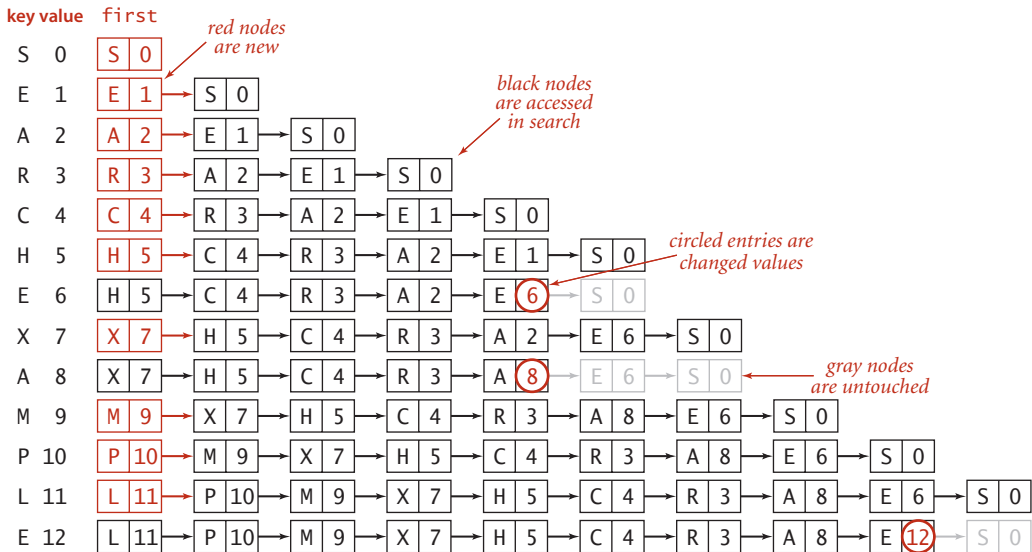 key value first
red nodes
are new
S 0 S 0
E 1 E 1 S 0
black nodes
are accessed
in search
A 2 A 2 E 1 S 0
R 3 R 3 A 2 E 1 S 0
C 4 C 4 R 3 A 2 E 1 S 0
circled entries are
changed values
H 5 H 5 C 4 R 3 A 2 E 1 S 0
E 6 H 5 C 4 R 3 A 2 E 6 S 0
X 7 X 7 H 5 C 4 R 3 A 2 E 6 S 0
A 8 X 7 H 5 C 4 R 3 A 8 E 6 S 0
gray nodes
are untouched
M 9 M 9 X 7 H 5 C 4 R 3 A 8 E 6 S 0
P 10 P 10 M 9 X 7 H 5 C 4 R 3 A 8 E 6 S 0
L 11 L 11 P 10 M 9 X 7 H 5 C 4 R 3 A 8 E 6 S 0
E 12 L 11 P 10 M 9 X 7 H 5 C 4 R 3 A 8 E 12 S 0